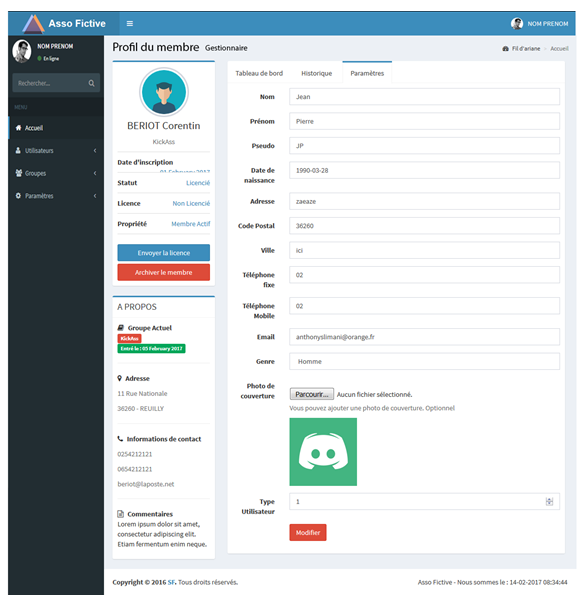 Asso Fictive
NOM PRENOM
NOM PRENOM
En ligne
Rechercher...
MENU
Accueil
Utilisateurs
Groupes
Paramètres
Profil du membre Gestionnaire
Fil d'ariane > Accueil
BERIOT Corentin
KickAss
Date d'inscription
01 February 2017
Statut Licencié
Licence Non Licencié
Propriété Membre Actif
Envoyer la licence
Archiver le membre
A PROPOS
Groupe Actuel
KickAss
Entré le : 03 February 2017
Adresse
11 Rue Nationale
36260 - REUILLY
Informations de contact
0254212121
0654212121
beriot@laposte.net
Commentaires
Lorem ipsum dolor sit amet,
consectetur adipiscing elit.
Etiam fermentum enim neque.
Tableau de bord Historique Paramètres
Nom Jean
Prénom Pierre
Pseudo JP
Date de
naissance 1990-03-28
Adresse zaeaze
Code Postal 36260
Ville ici
Téléphone
fixe 02
Téléphone
Mobile 02
Email anthonyslimani@orange.fr
Genre Homme
Photo de
couverture Parcourir... Aucun fichier sélectionné.
Vous pouvez ajouter une photo de couverture. Optionnel
Type
Utilisateur 1
Modifier
Copyright © 2016 SF. Tous droits réservés.
Asso Fictive - Nous sommes le : 14-02-2017 08:34:44